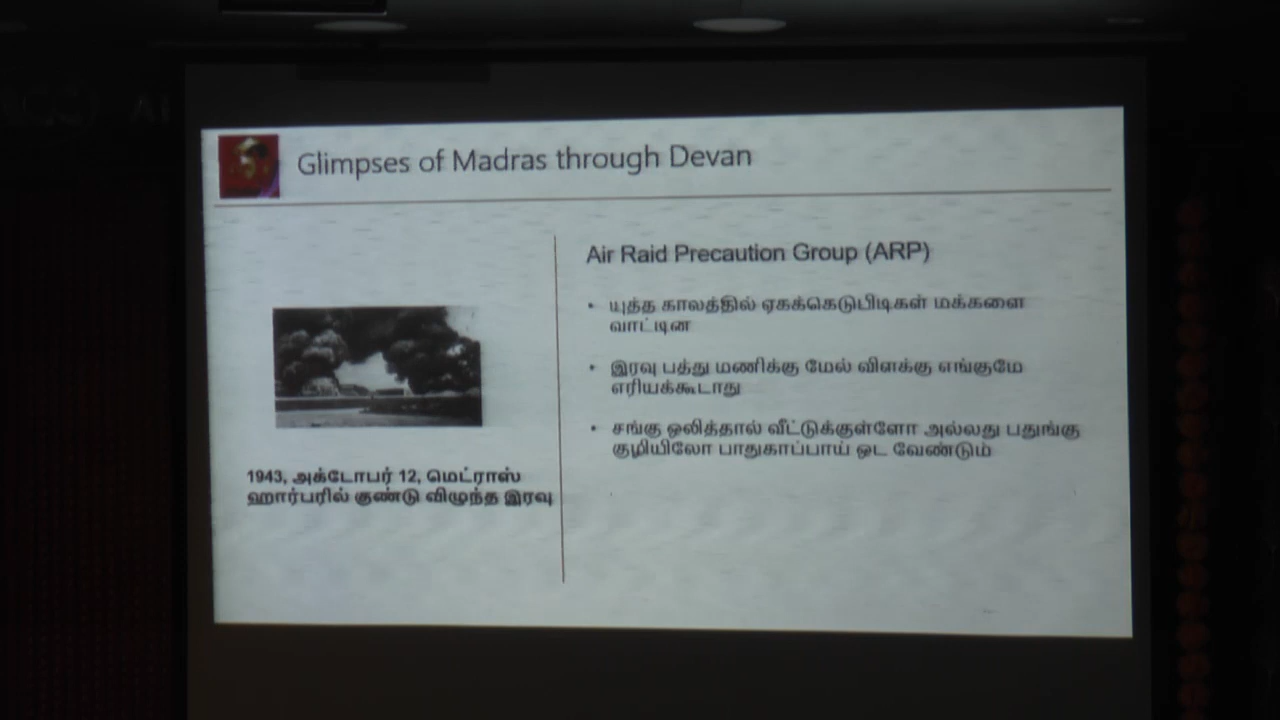 Glimpses of Madras through Devan
1943, அக்டோபர் 12, மெட்ராஸ்
ஹார்பரில் குண்டு விழுந்த இரவு
Air Raid Precaution Group (ARP)
• யுத்த காலத்தில் ஏகக்கெடுபிடிகள் மக்களை
வாட்டின
• இரவு பத்து மணிக்கு மேல் விளக்கு எங்குமே
எரியக்கூடாது
• சங்கு ஒலித்தால் வீட்டுக்குள்ளோ அல்லது பதுங்கு
குழியிலோ பாதுகாப்பாய் ஓட வேண்டும்